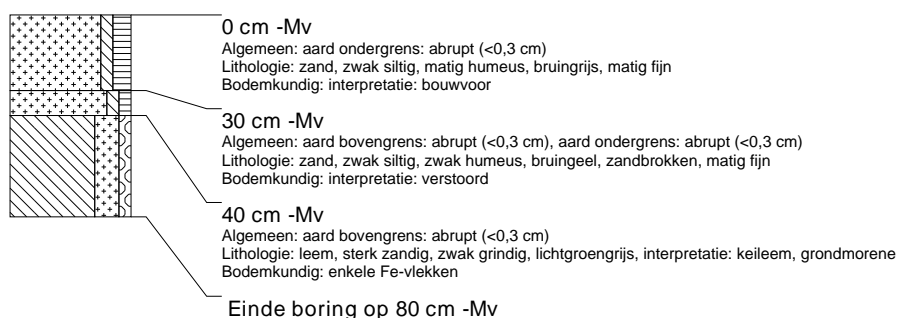 0 cm -Mv
Algemeen: aard ondergrens: abrupt (<0,3 cm)
Lithologie: zand, zwak siltig, matig humeus, bruingrijs, matig fijn
Bodemkundig: interpretatie: bouwvoor
30 cm -Mv
Algemeen: aard bovengrens: abrupt (<0,3 cm), aard ondergrens: abrupt (<0,3 cm)
Lithologie: zand, zwak siltig, zwak humeus, bruingeel, zandbrokken, matig fijn
Bodemkundig: interpretatie: verstoord
40 cm -Mv
Algemeen: aard bovengrens: abrupt (<0,3 cm)
Lithologie: leem, sterk zandig, zwak grindig, lichtgroengrijs, interpretatie: keileem, grondmorene
Bodemkundig: enkele Fe-vlekken
Einde boring op 80 cm -Mv